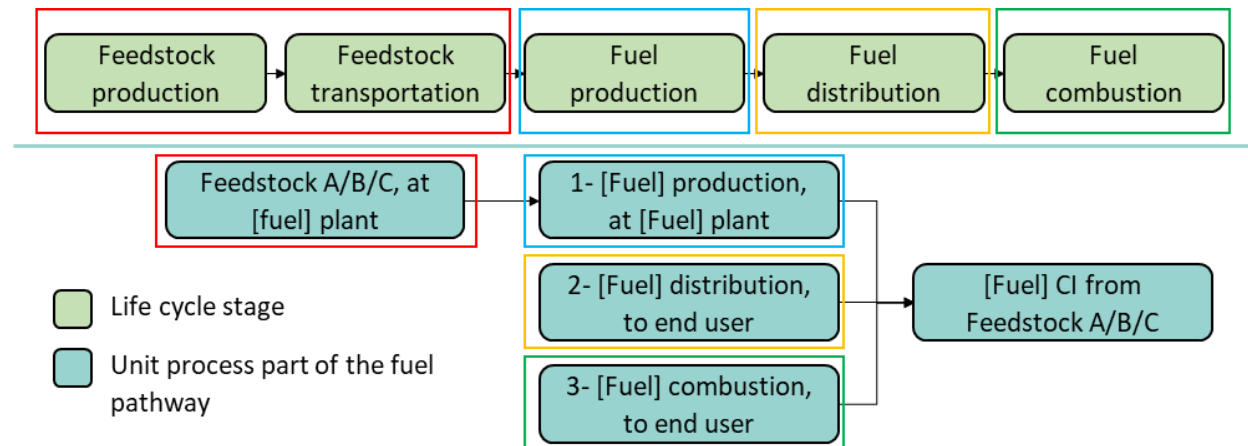 Feedstock
production
Feedstock
transportation
Fuel
production
Fuel
distribution
Fuel
combustion
Feedstock A/B/C, at
[fuel] plant
1- [Fuel] production,
at [Fuel] plant
2- [Fuel] distribution,
to end user
3- [Fuel] combustion,
to end user
[Fuel] CI from
Feedstock A/B/C
Life cycle stage
Unit process part of the fuel
pathway